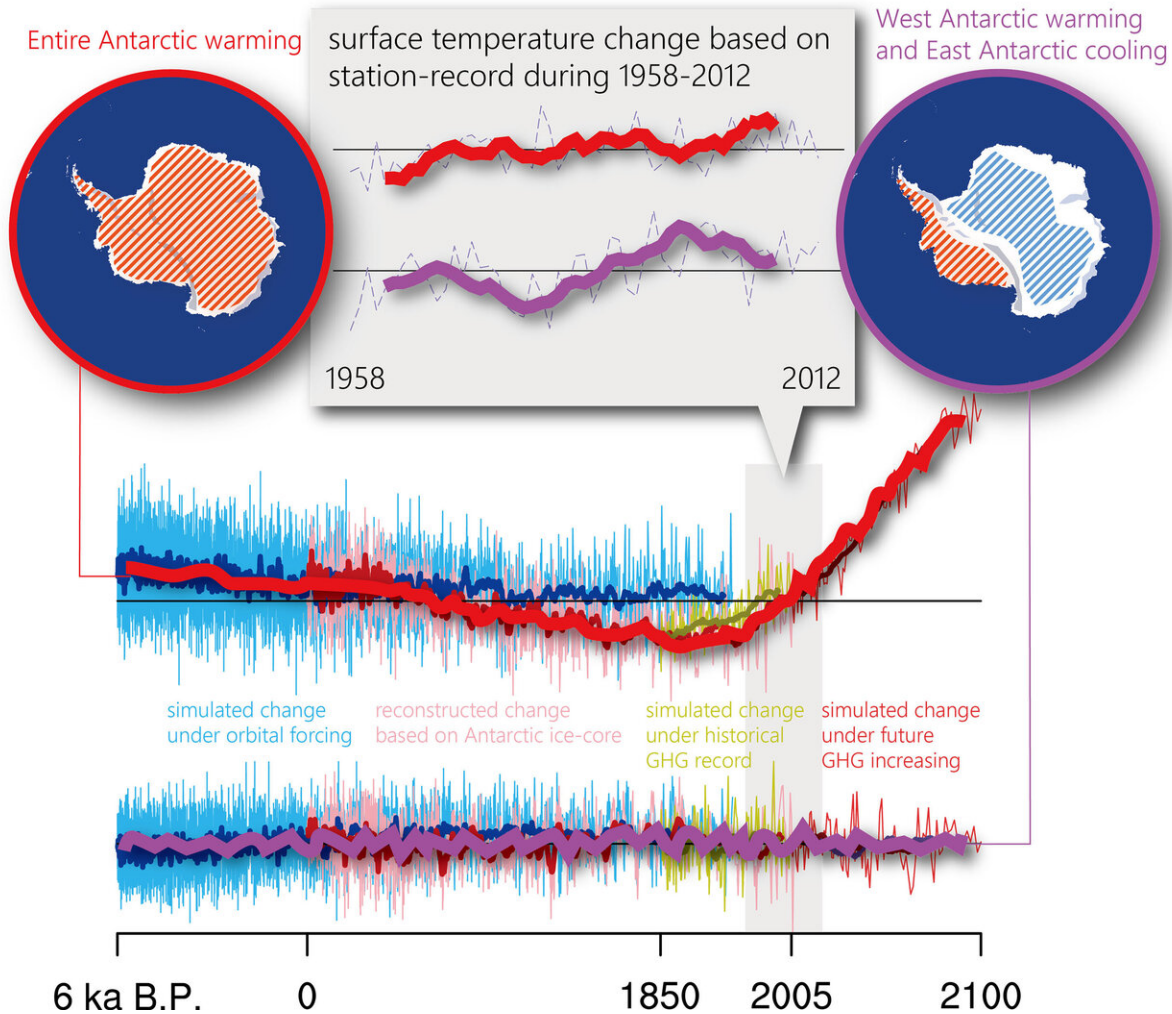 Entire Antarctic warming
surface temperature change based on
station-record during 1958-2012
West Antarctic warming
and East Antarctic cooling
1958
2012
simulated change
under orbital forcing
reconstructed change
based on Antarctic ice-core
simulated change
under historical
GHG record
simulated change
under future
GHG increasing
6 ka B.P.
0
1850
2005
2100